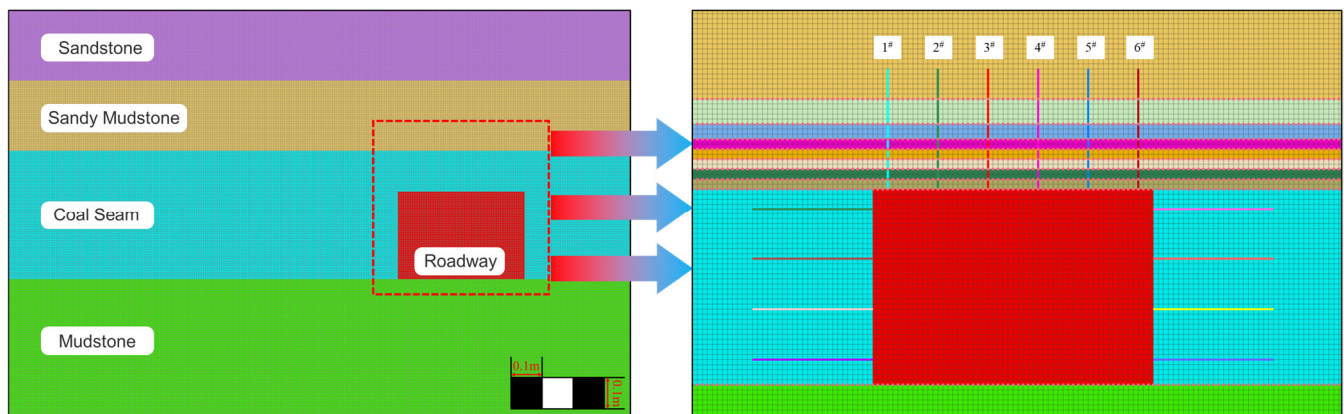 Sandstone
Sandy Mudstone
Coal Seam
Roadway
Mudstone
0.1m
0.1m
1# 2# 3# 4# 5# 6#